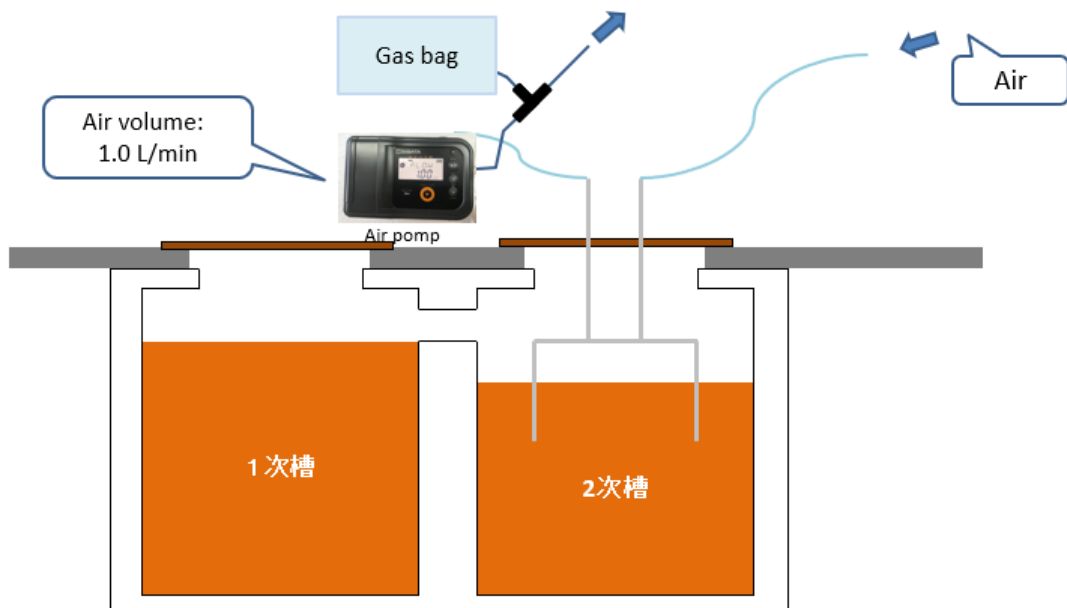 Gas bag
Air
Air volume:
1.0 L/min
Air pomp
１次槽
2次槽